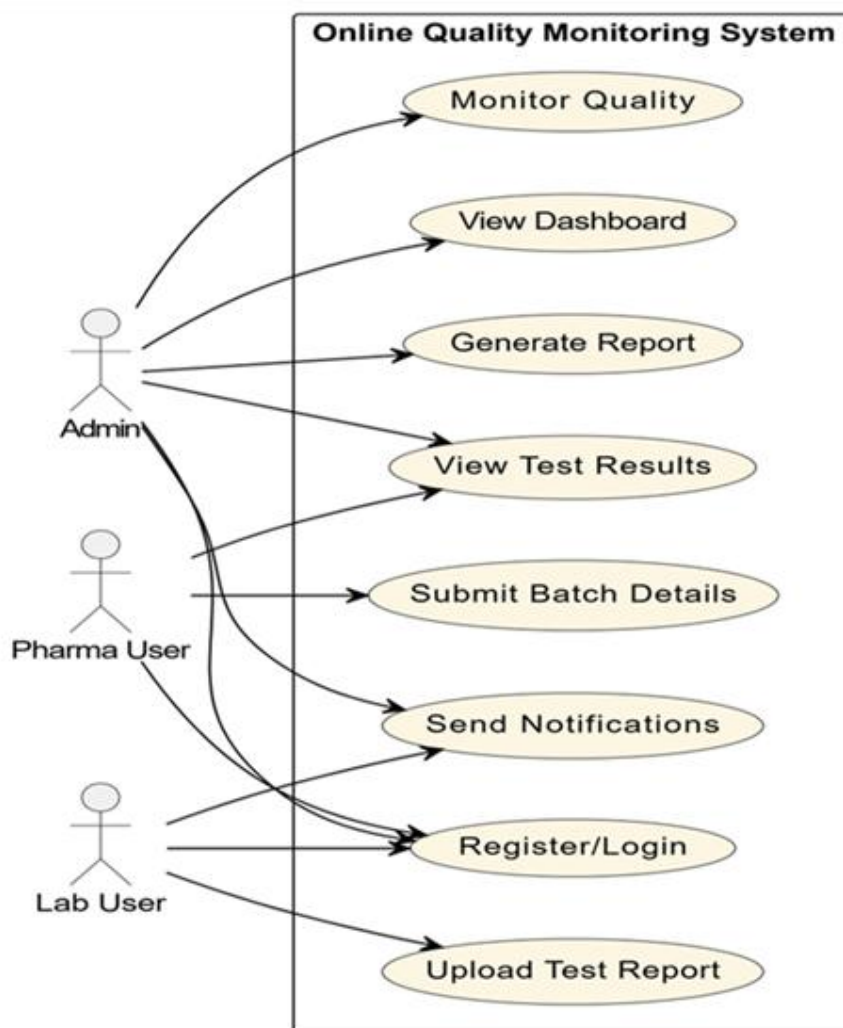 Online Quality Monitoring System
Monitor Quality
View Dashboard
Generate Report
Admin
View Test Results
Submit Batch Details
Pharma User
Send Notifications
Register/Login
Lab User
Upload Test Report